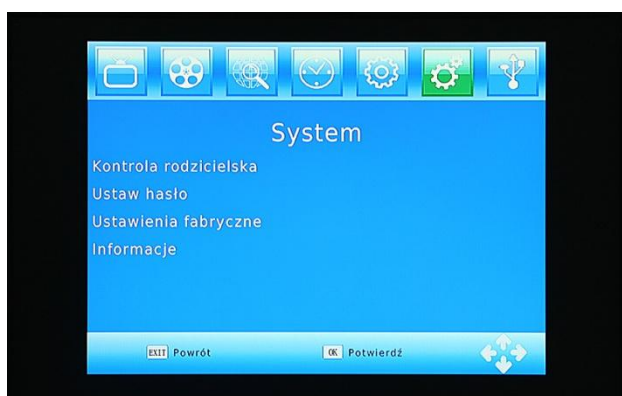 System
Kontrola rodzicielska
Ustaw hasło
Ustawienia fabryczne
Informacje
EXIT Powrót OK Potwierdź